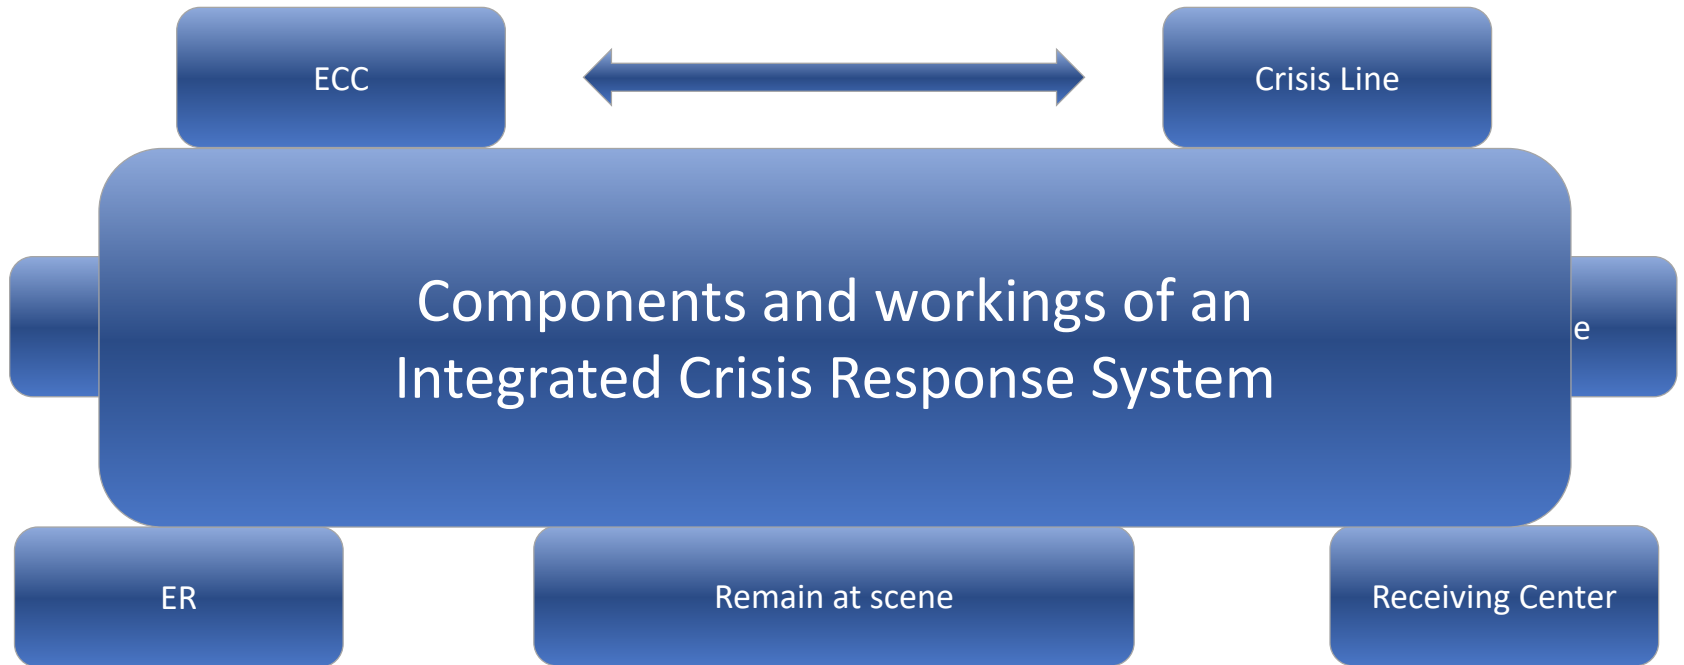 ECC
Crisis Line
Components and workings of an
Integrated Crisis Response System
e
ER
Remain at scene
Receiving Center